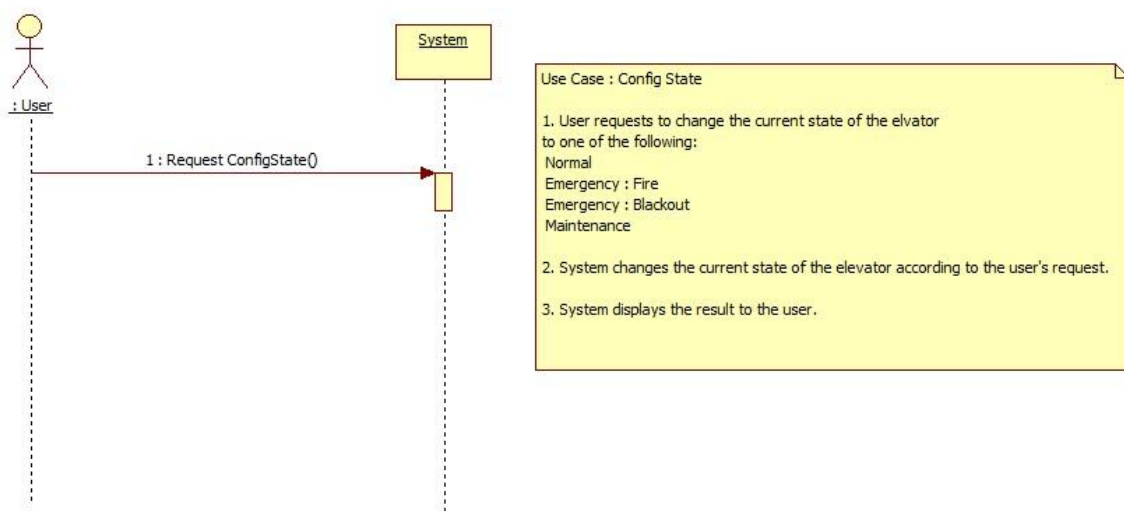 System
: User
1 : Request ConfigState()
Use Case : Config State
1. User requests to change the current state of the elvator
to one of the following:
Normal
Emergency : Fire
Emergency : Blackout
Maintenance
2. System changes the current state of the elevator according to the user's request.
3. System displays the result to the user.